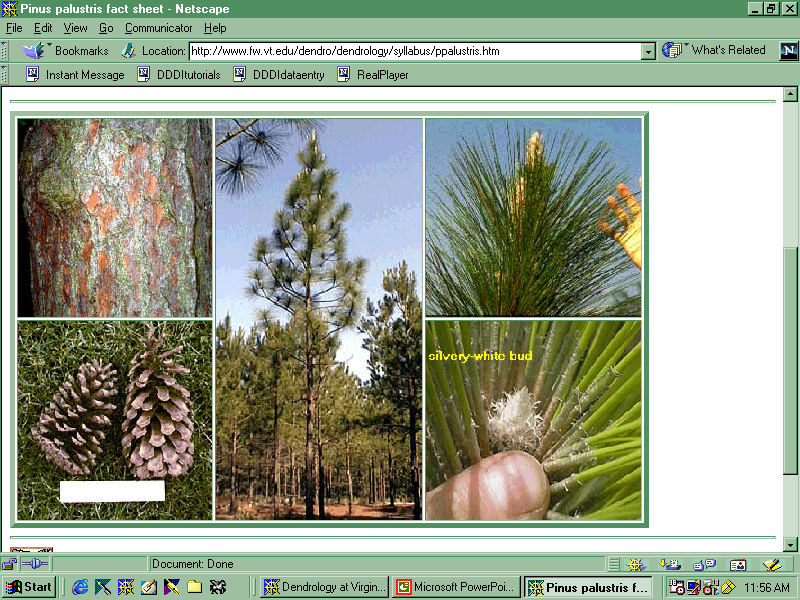 Pinus palustris fact sheet - Netscape
File Edit View Go Communicator Help
Bookmarks Location: http://www.fw.vt.edu/dendro/dendrology/syllabus/ppalustris.htm What's Related
Instant Message DDDItutorials DDDIdataentry RealPlayer
silvery-white bud
Document: Done
Start Dendrology at Virgin... Microsoft PowerPoi... Pinus palustris f... 11:56 AM